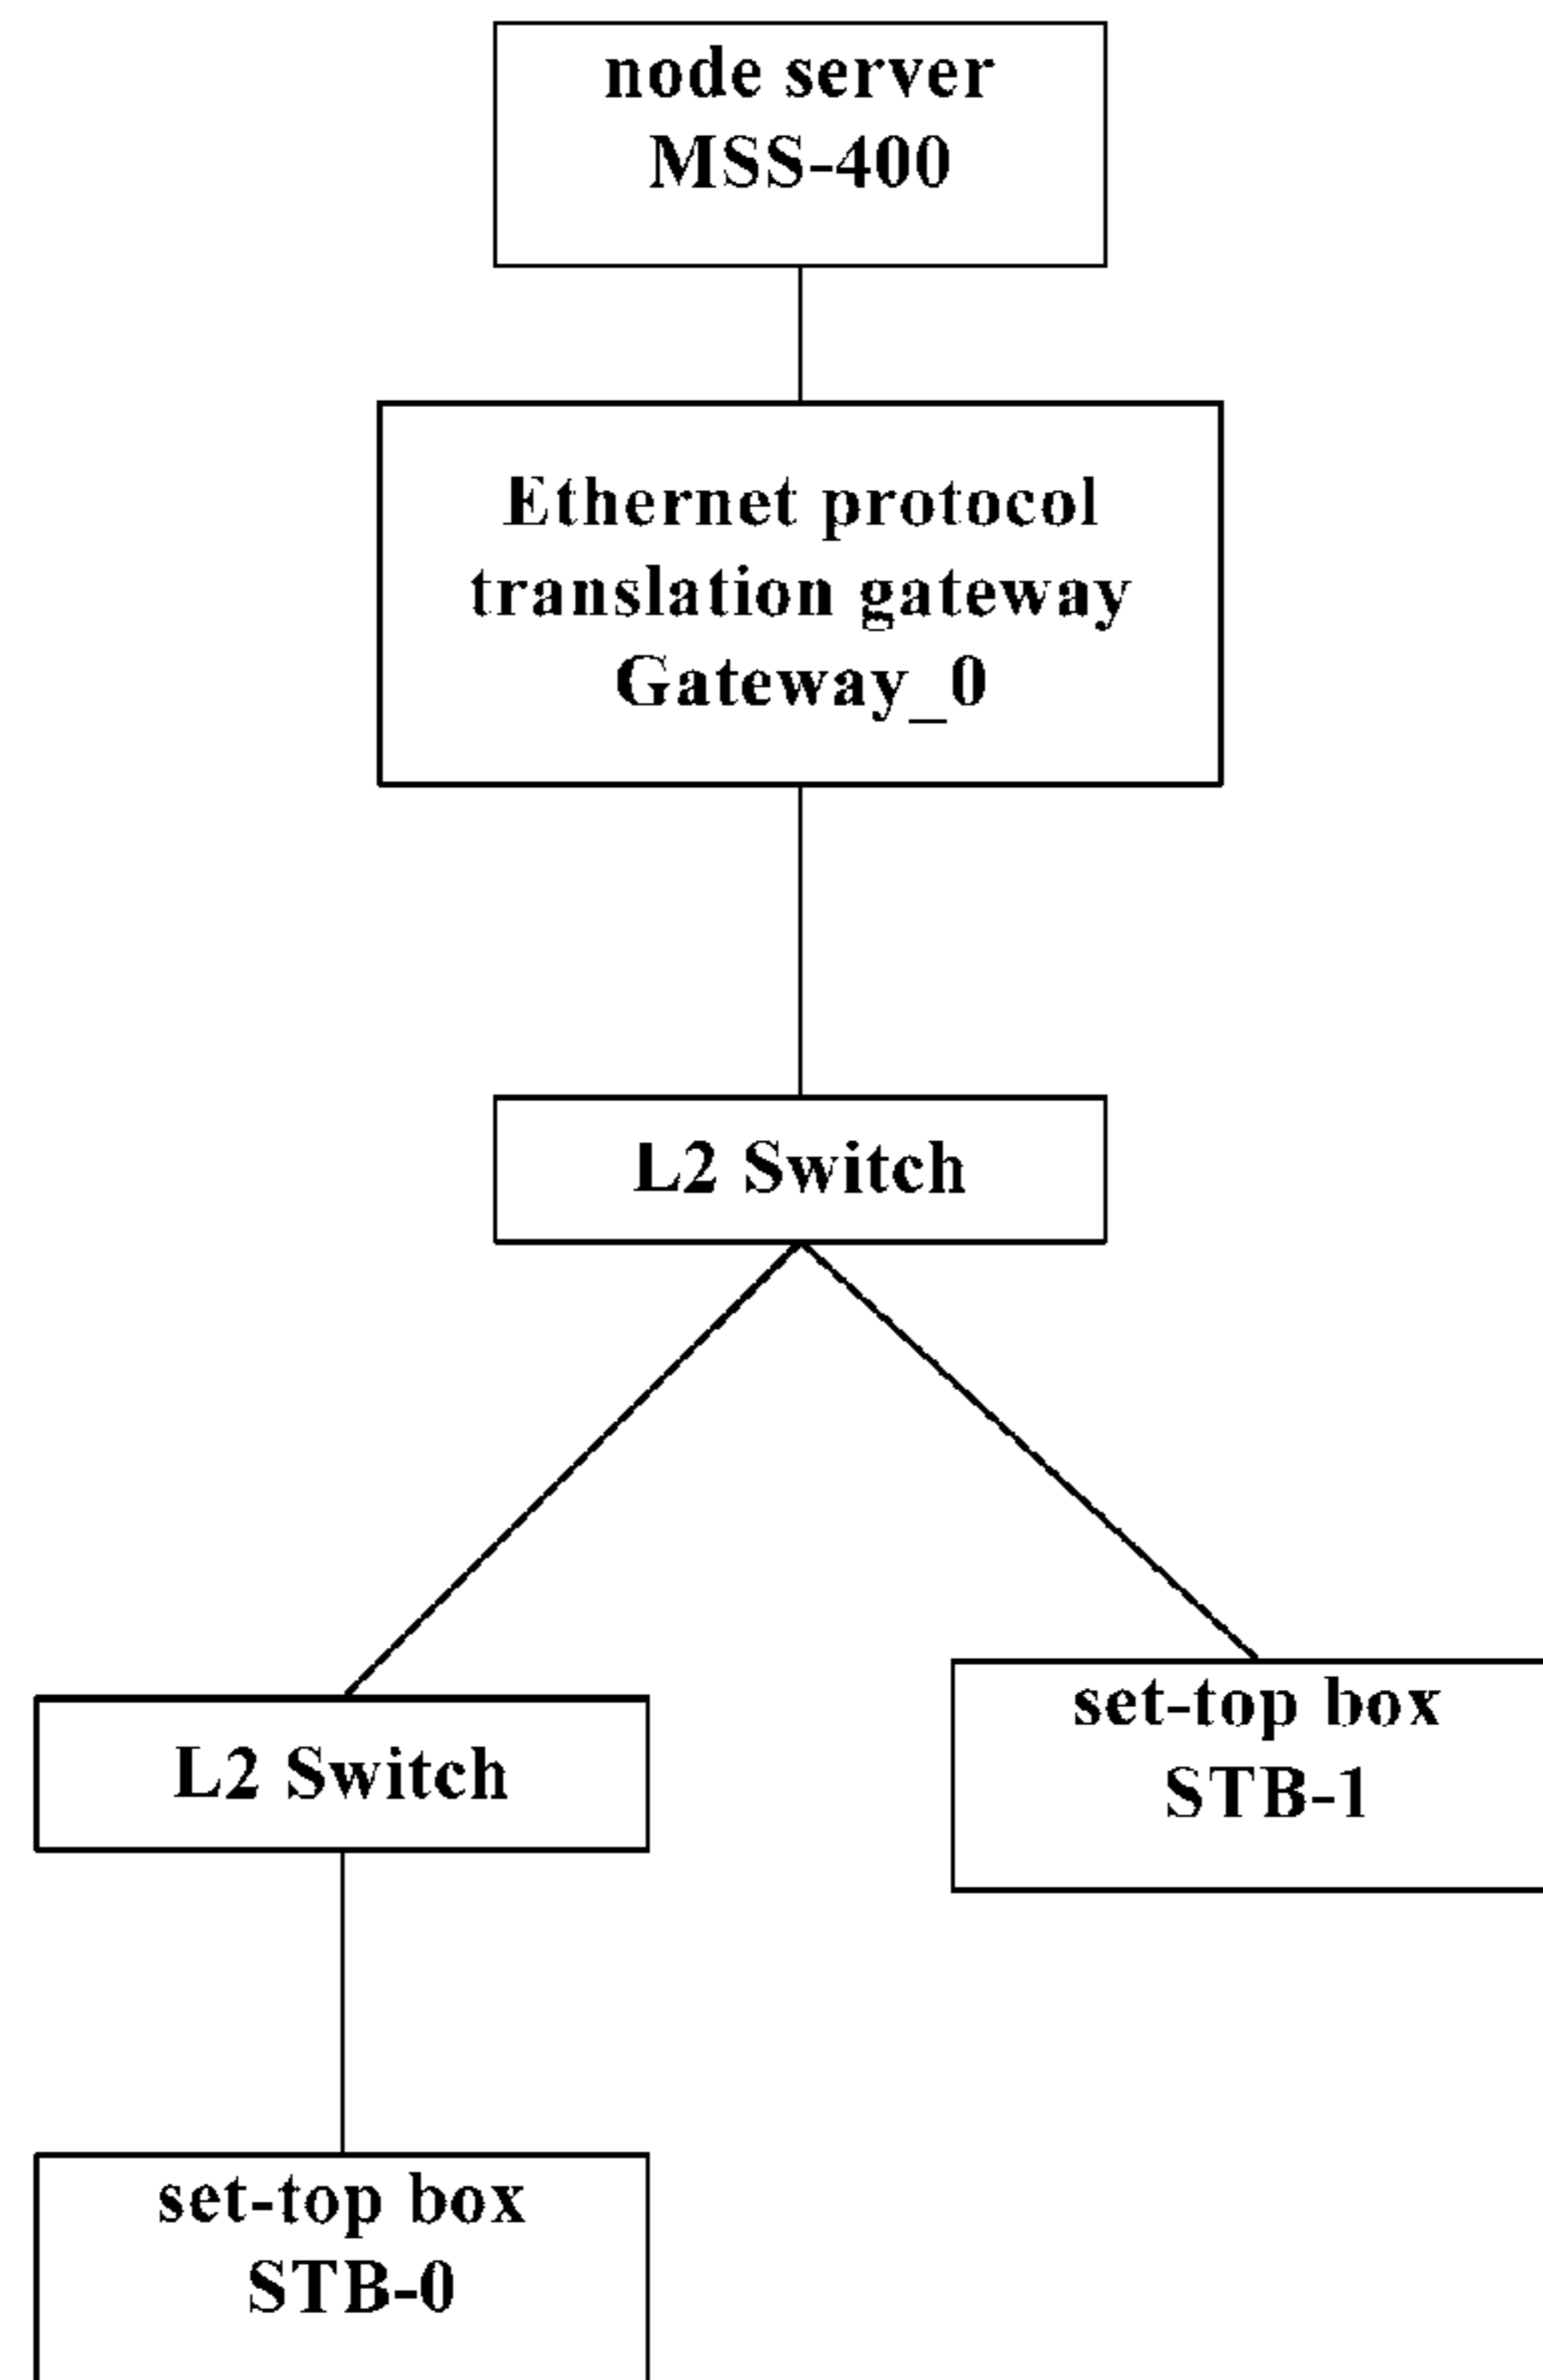 node server
MSS-400
Ethernet protocol
translation gateway
Gateway_0
L2 Switch
L2 Switch
set-top box
STB-1
set-top box
STB-0